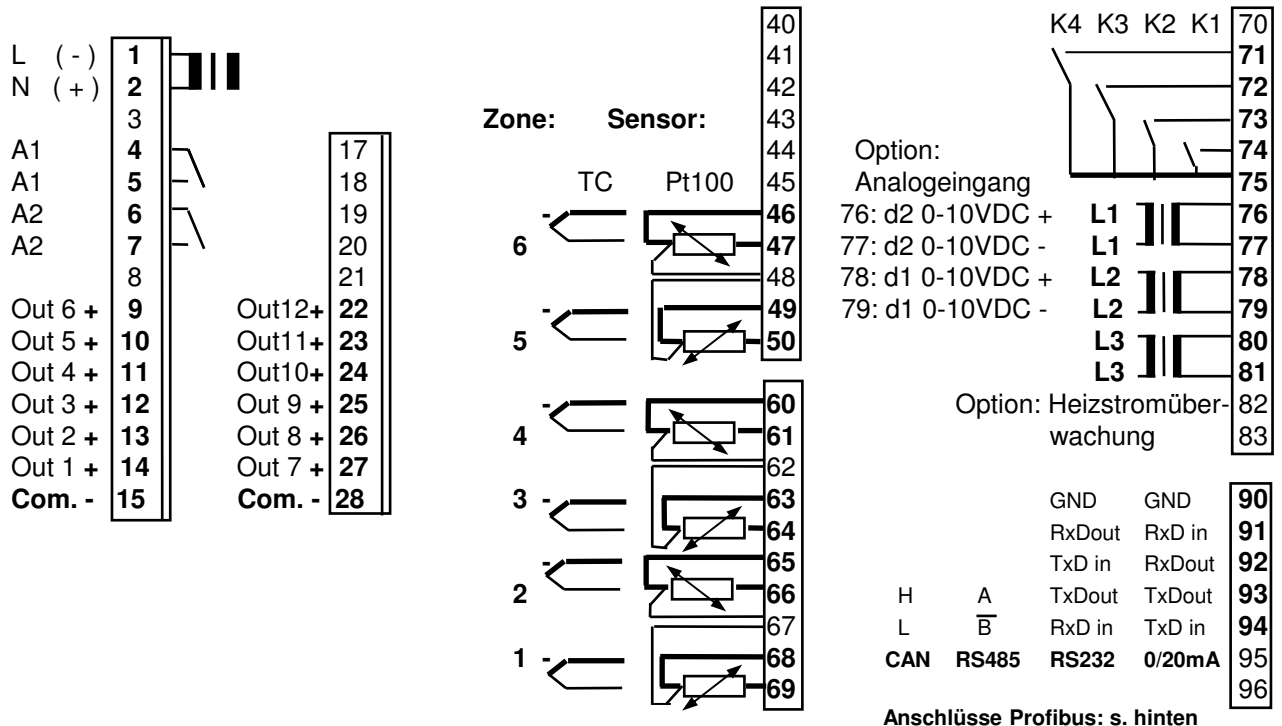 L ( - ) 1
N ( + ) 2
3
A1 4
A1 5
A2 6
A2 7
8
Out 6 + 9
Out 5 + 10
Out 4 + 11
Out 3 + 12
Out 2 + 13
Out 1 + 14
Com. - 15
17
18
19
20
21
Out12+ 22
Out11+ 23
Out10+ 24
Out 9 + 25
Out 8 + 26
Out 7 + 27
Com. - 28
Zone: Sensor:
TC Pt100
40
41
42
43
44
45
- 46
6 47
48
- 49
5 50
- 60
4 61
62
3 - 63
64
- 65
2 66
67
1 - 68
69
K4 K3 K2 K1 70
71
72
73
Option: 74
Analogeingang 75
76: d2 0-10VDC + L1 76
77: d2 0-10VDC - L1 77
78: d1 0-10VDC + L2 78
79: d1 0-10VDC - L2 79
L3 80
L3 81
Option: Heizstromüber- 82
wachung 83
GND GND 90
RxDout RxD in 91
TxD in RxDout 92
H A TxDout TxDout 93
L B̅ RxD in TxD in 94
CAN RS485 RS232 0/20mA 95
96
Anschlüsse Profibus: s. hinten